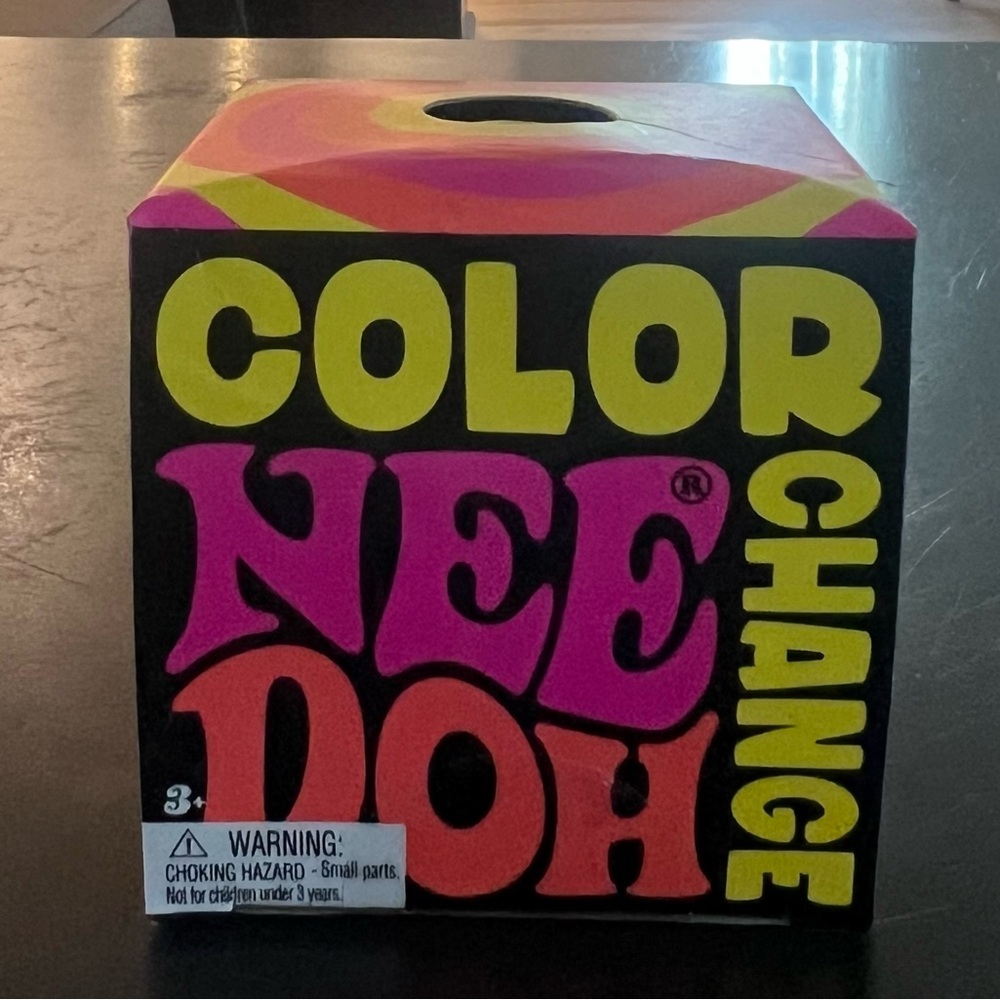 COLOR
CHANGE
NEE®
DOH
3+
WARNING:
CHOKING HAZARD - Small parts.
Not for children under 3 years.